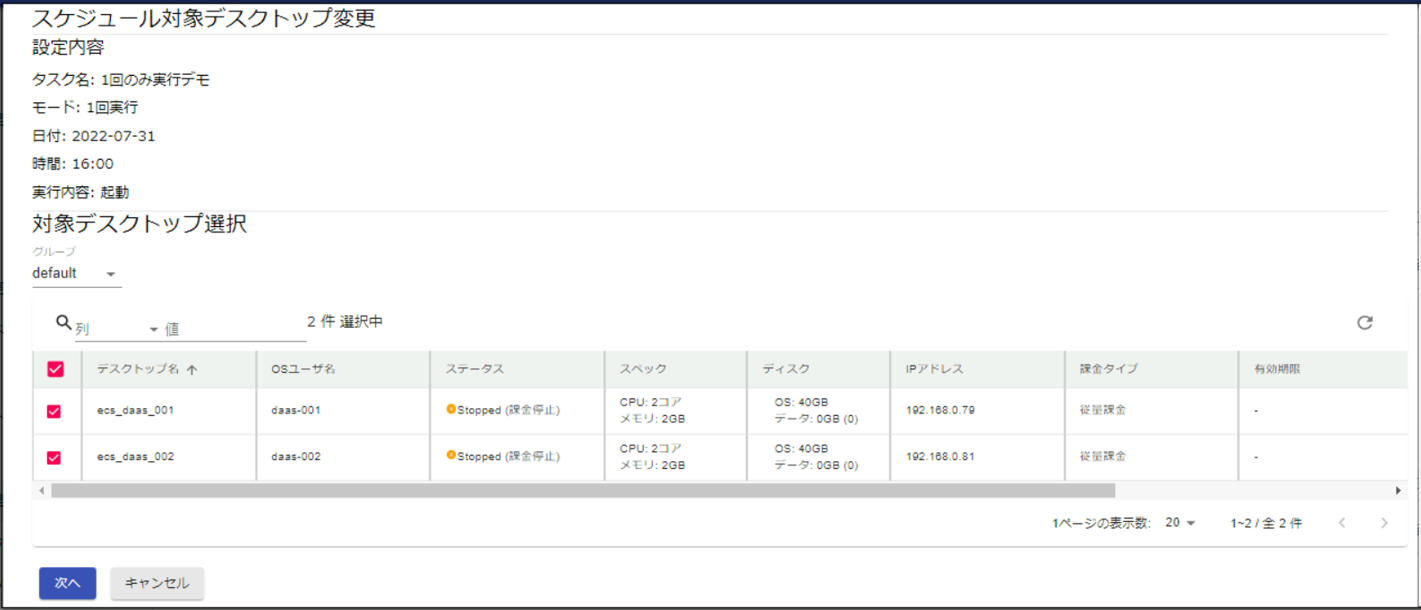 スケジュール対象デスクトップ変更
設定内容
タスク名: 1回のみ実行デモ
モード: 1回実行
日付: 2022-07-31
時間: 16:00
実行内容: 起動
対象デスクトップ選択
グループ
default
列 値 2 件 選択中
デスクトップ名 ↑ OSユーザ名 ステータス スペック ディスク IPアドレス 課金タイプ 有効期限
ecs_daas_001 daas-001 Stopped (課金停止) CPU: 2コア OS: 40GB 192.168.0.79 従量課金 -
メモリ: 2GB データ: 0GB (0)
ecs_daas_002 daas-002 Stopped (課金停止) CPU: 2コア OS: 40GB 192.168.0.81 従量課金 -
メモリ: 2GB データ: 0GB (0)
1ページの表示数: 20 1~2 / 全 2 件
次へ キャンセル